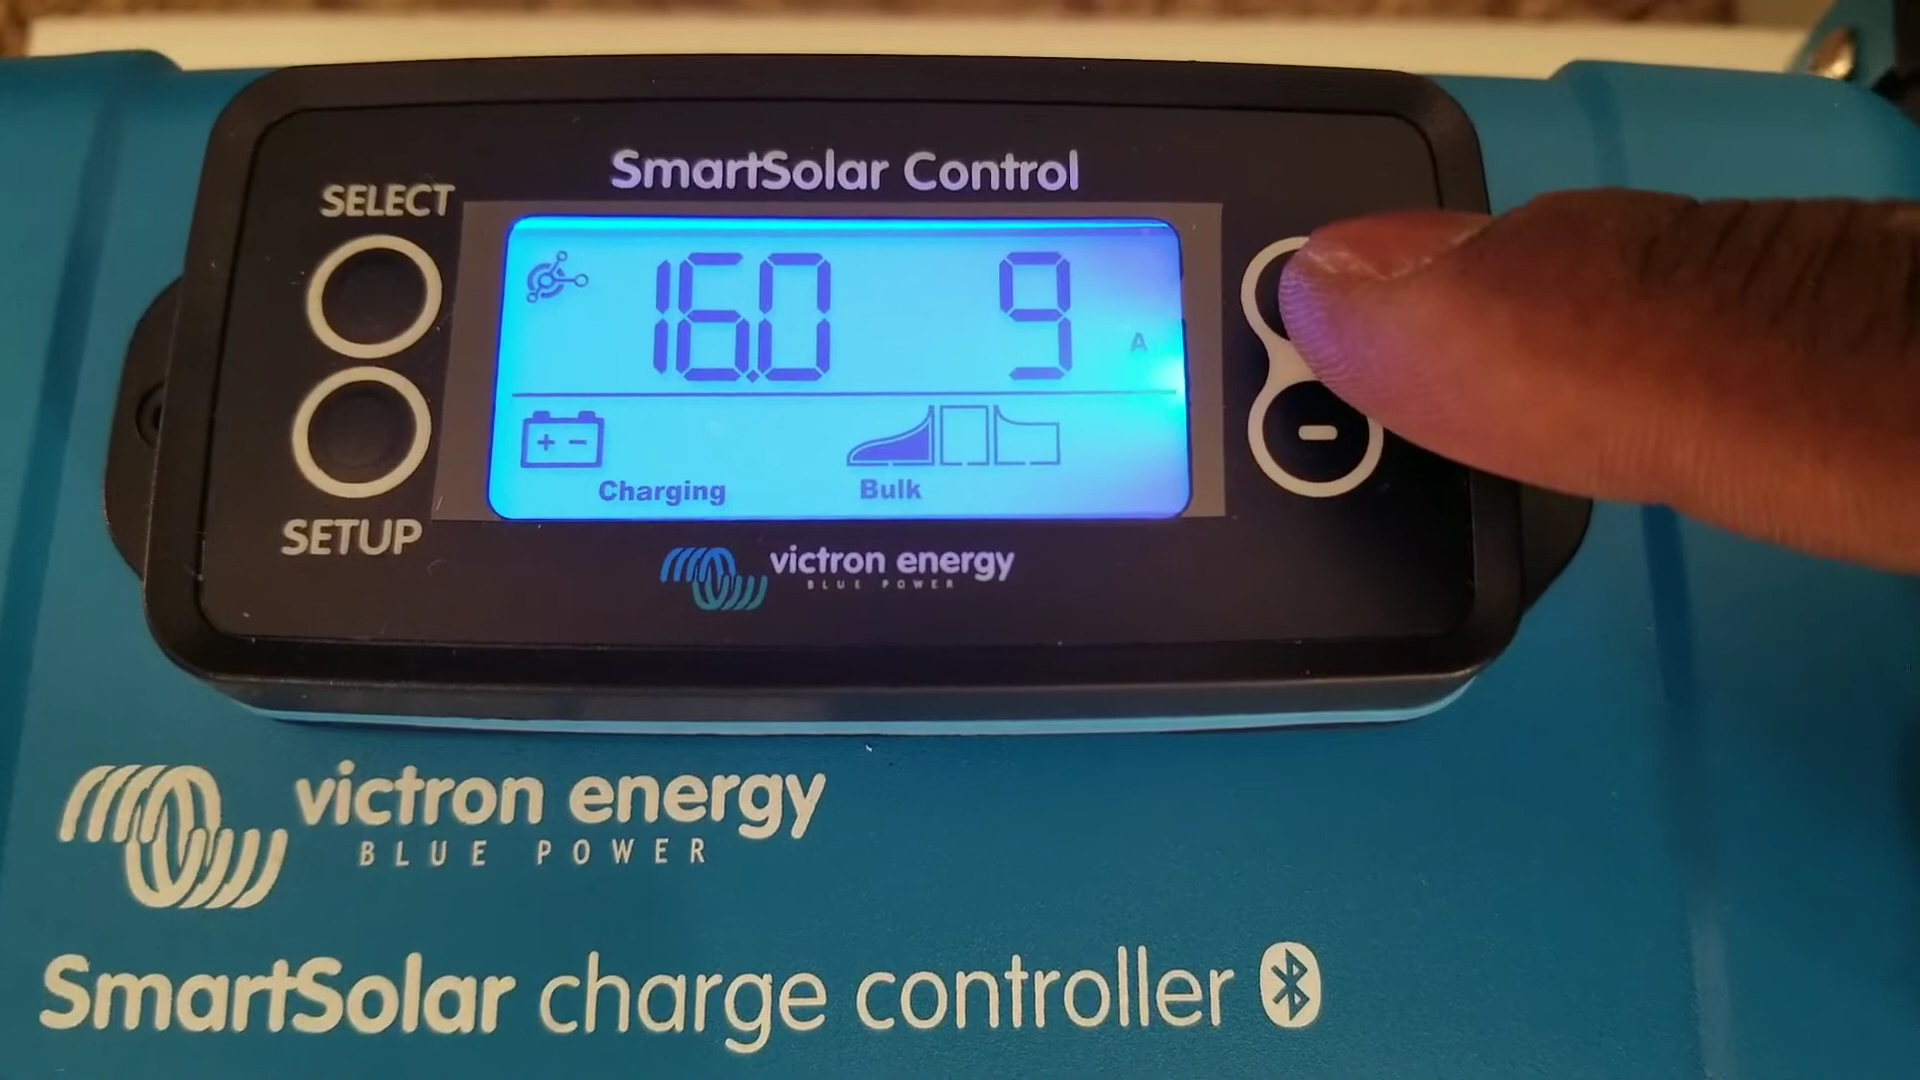 SmartSolar Control
SELECT
16.0 9 A
+ -
-
Charging Bulk
SETUP
victron energy
BLUE POWER
victron energy
BLUE POWER
SmartSolar charge controller